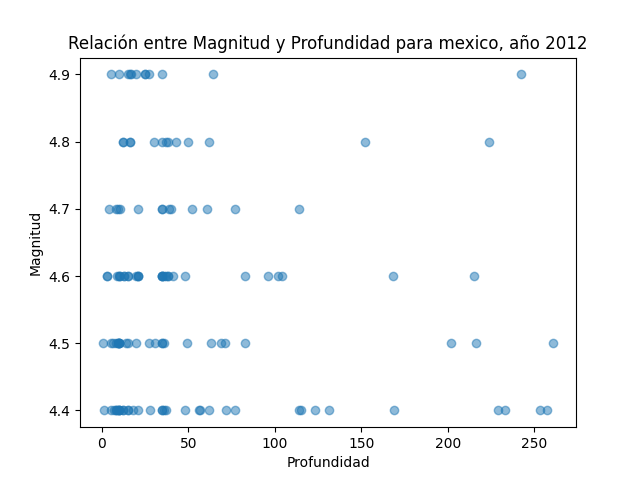 Relación entre Magnitud y Profundidad para mexico, año 2012
4.9
4.8
4.7
4.6
4.5
4.4
Magnitud
0 50 100 150 200 250
Profundidad